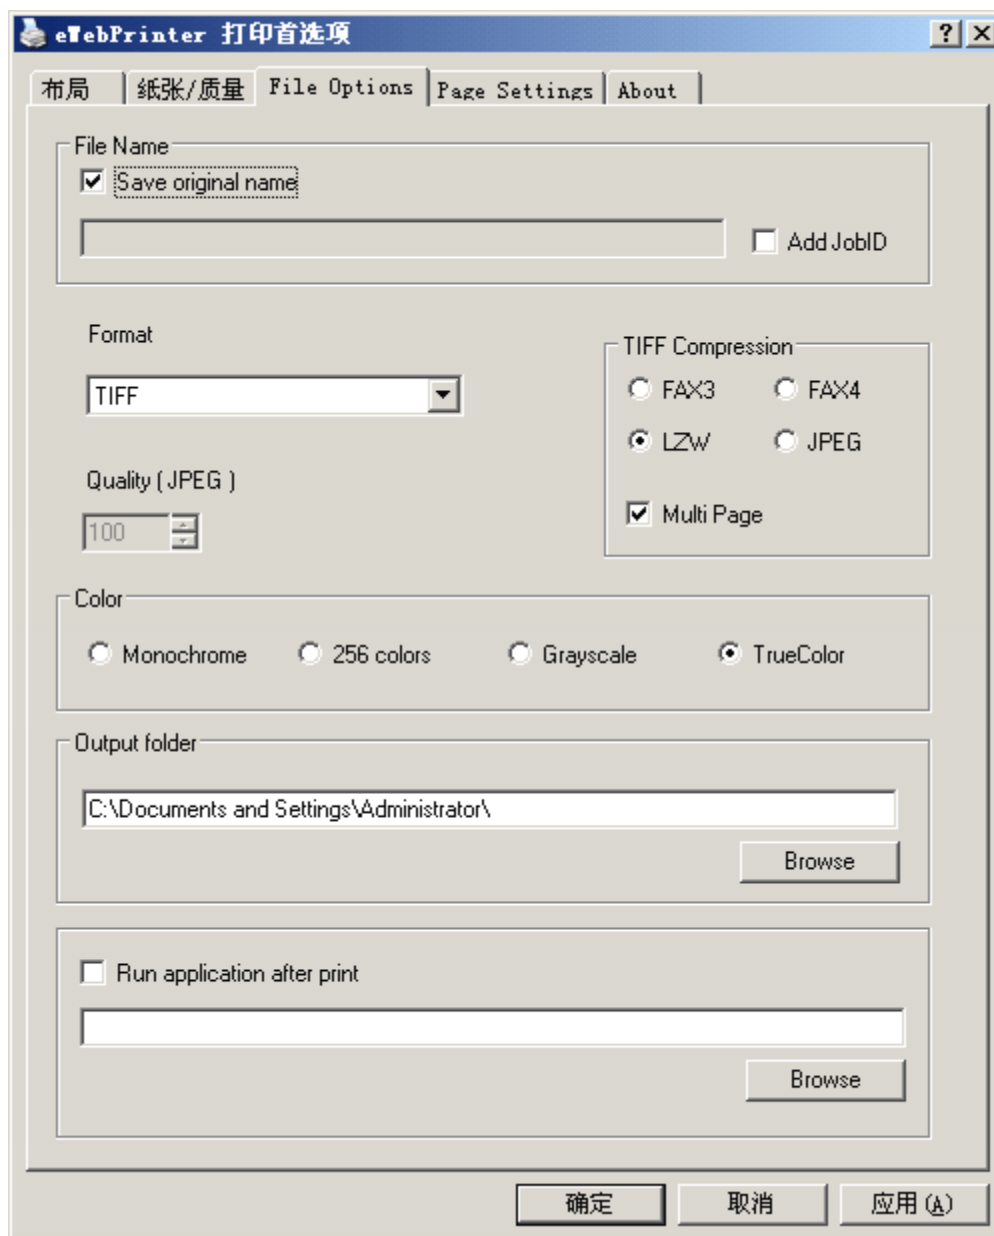 eWebPrinter 打印首选项
布局 纸张/质量 File Options Page Settings About
File Name
Save original name
Add JobID
Format
TIFF
TIFF Compression
FAX3 FAX4
LZW JPEG
Multi Page
Quality ( JPEG )
100
Color
Monochrome 256 colors Grayscale TrueColor
Output folder
C:\Documents and Settings\Administrator\
Browse
Run application after print
Browse
确定 取消 应用(A)